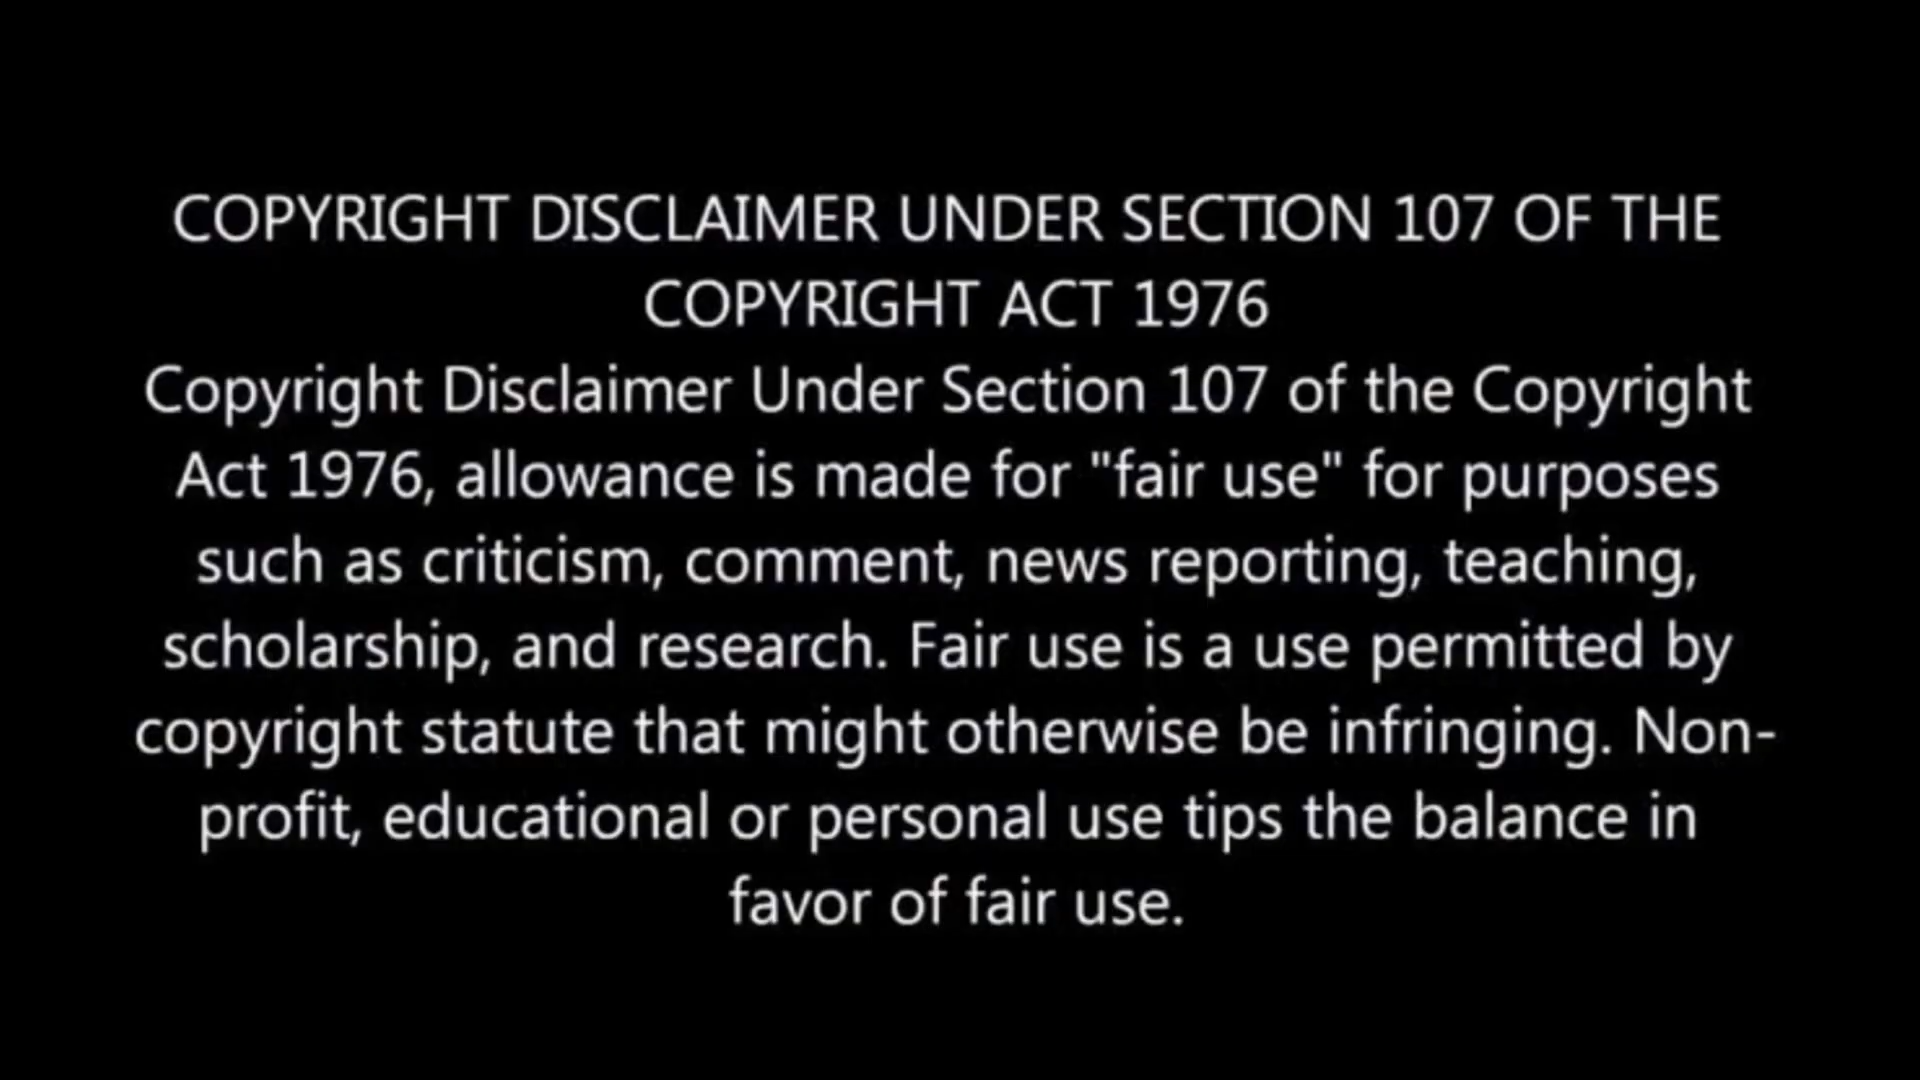 COPYRIGHT DISCLAIMER UNDER SECTION 107 OF THE
COPYRIGHT ACT 1976
Copyright Disclaimer Under Section 107 of the Copyright
Act 1976, allowance is made for "fair use" for purposes
such as criticism, comment, news reporting, teaching,
scholarship, and research. Fair use is a use permitted by
copyright statute that might otherwise be infringing. Non-
profit, educational or personal use tips the balance in
favor of fair use.